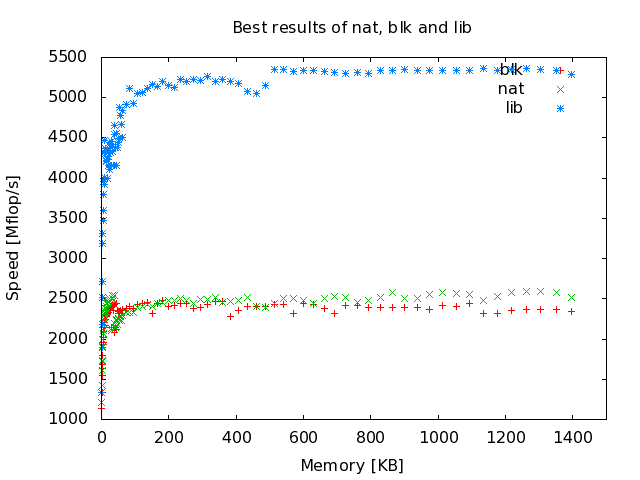 Best results of nat, blk and lib
5500
5000
4500
4000
3500
3000
2500
2000
1500
1000
Speed [Mflop/s]
blk
nat
lib
0 200 400 600 800 1000 1200 1400
Memory [KB]